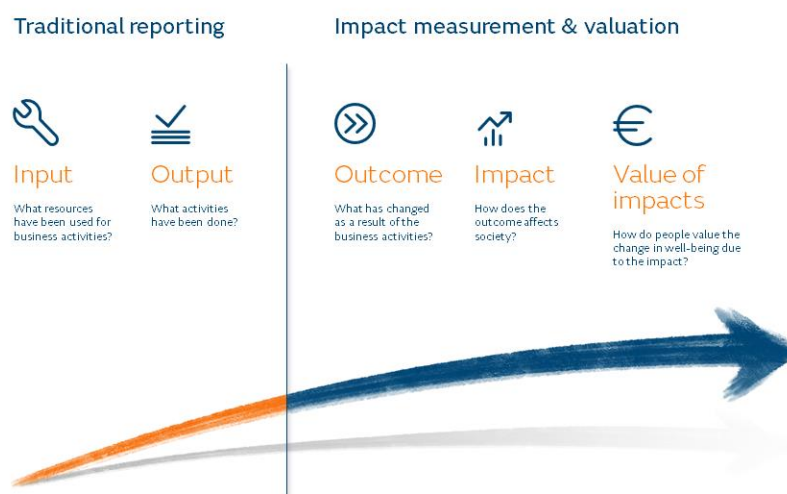 Traditional reporting
Impact measurement & valuation
Input
What resources
have been used for
business activities?
Output
What activities
have been done?
Outcome
What has changed
as a result of the
business activities?
Impact
How does the
outcome affects
society?
Value of
impacts
How do people value the
change in well-being due
to the impact?